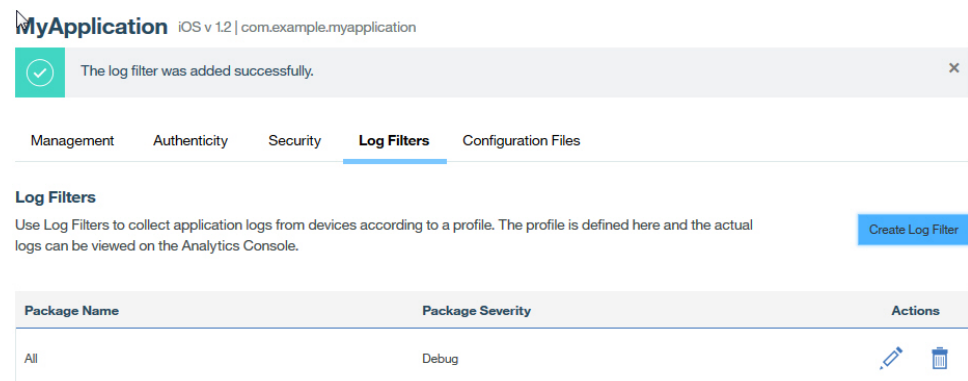 MyApplication iOS v 1.2 | com.example.myapplication
The log filter was added successfully.
Management Authenticity Security Log Filters Configuration Files
Log Filters
Use Log Filters to collect application logs from devices according to a profile. The profile is defined here and the actual
logs can be viewed on the Analytics Console.
Create Log Filter
Package Name Package Severity Actions
All Debug